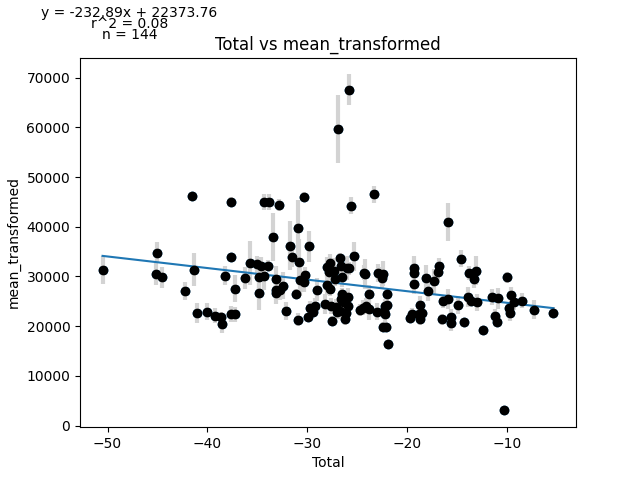 y = -232.89x + 22373.76
r^2 = 0.08
n = 144
Total vs mean_transformed
70000
60000
50000
40000
30000
20000
10000
0
mean_transformed
−50
−40
−30
−20
−10
Total